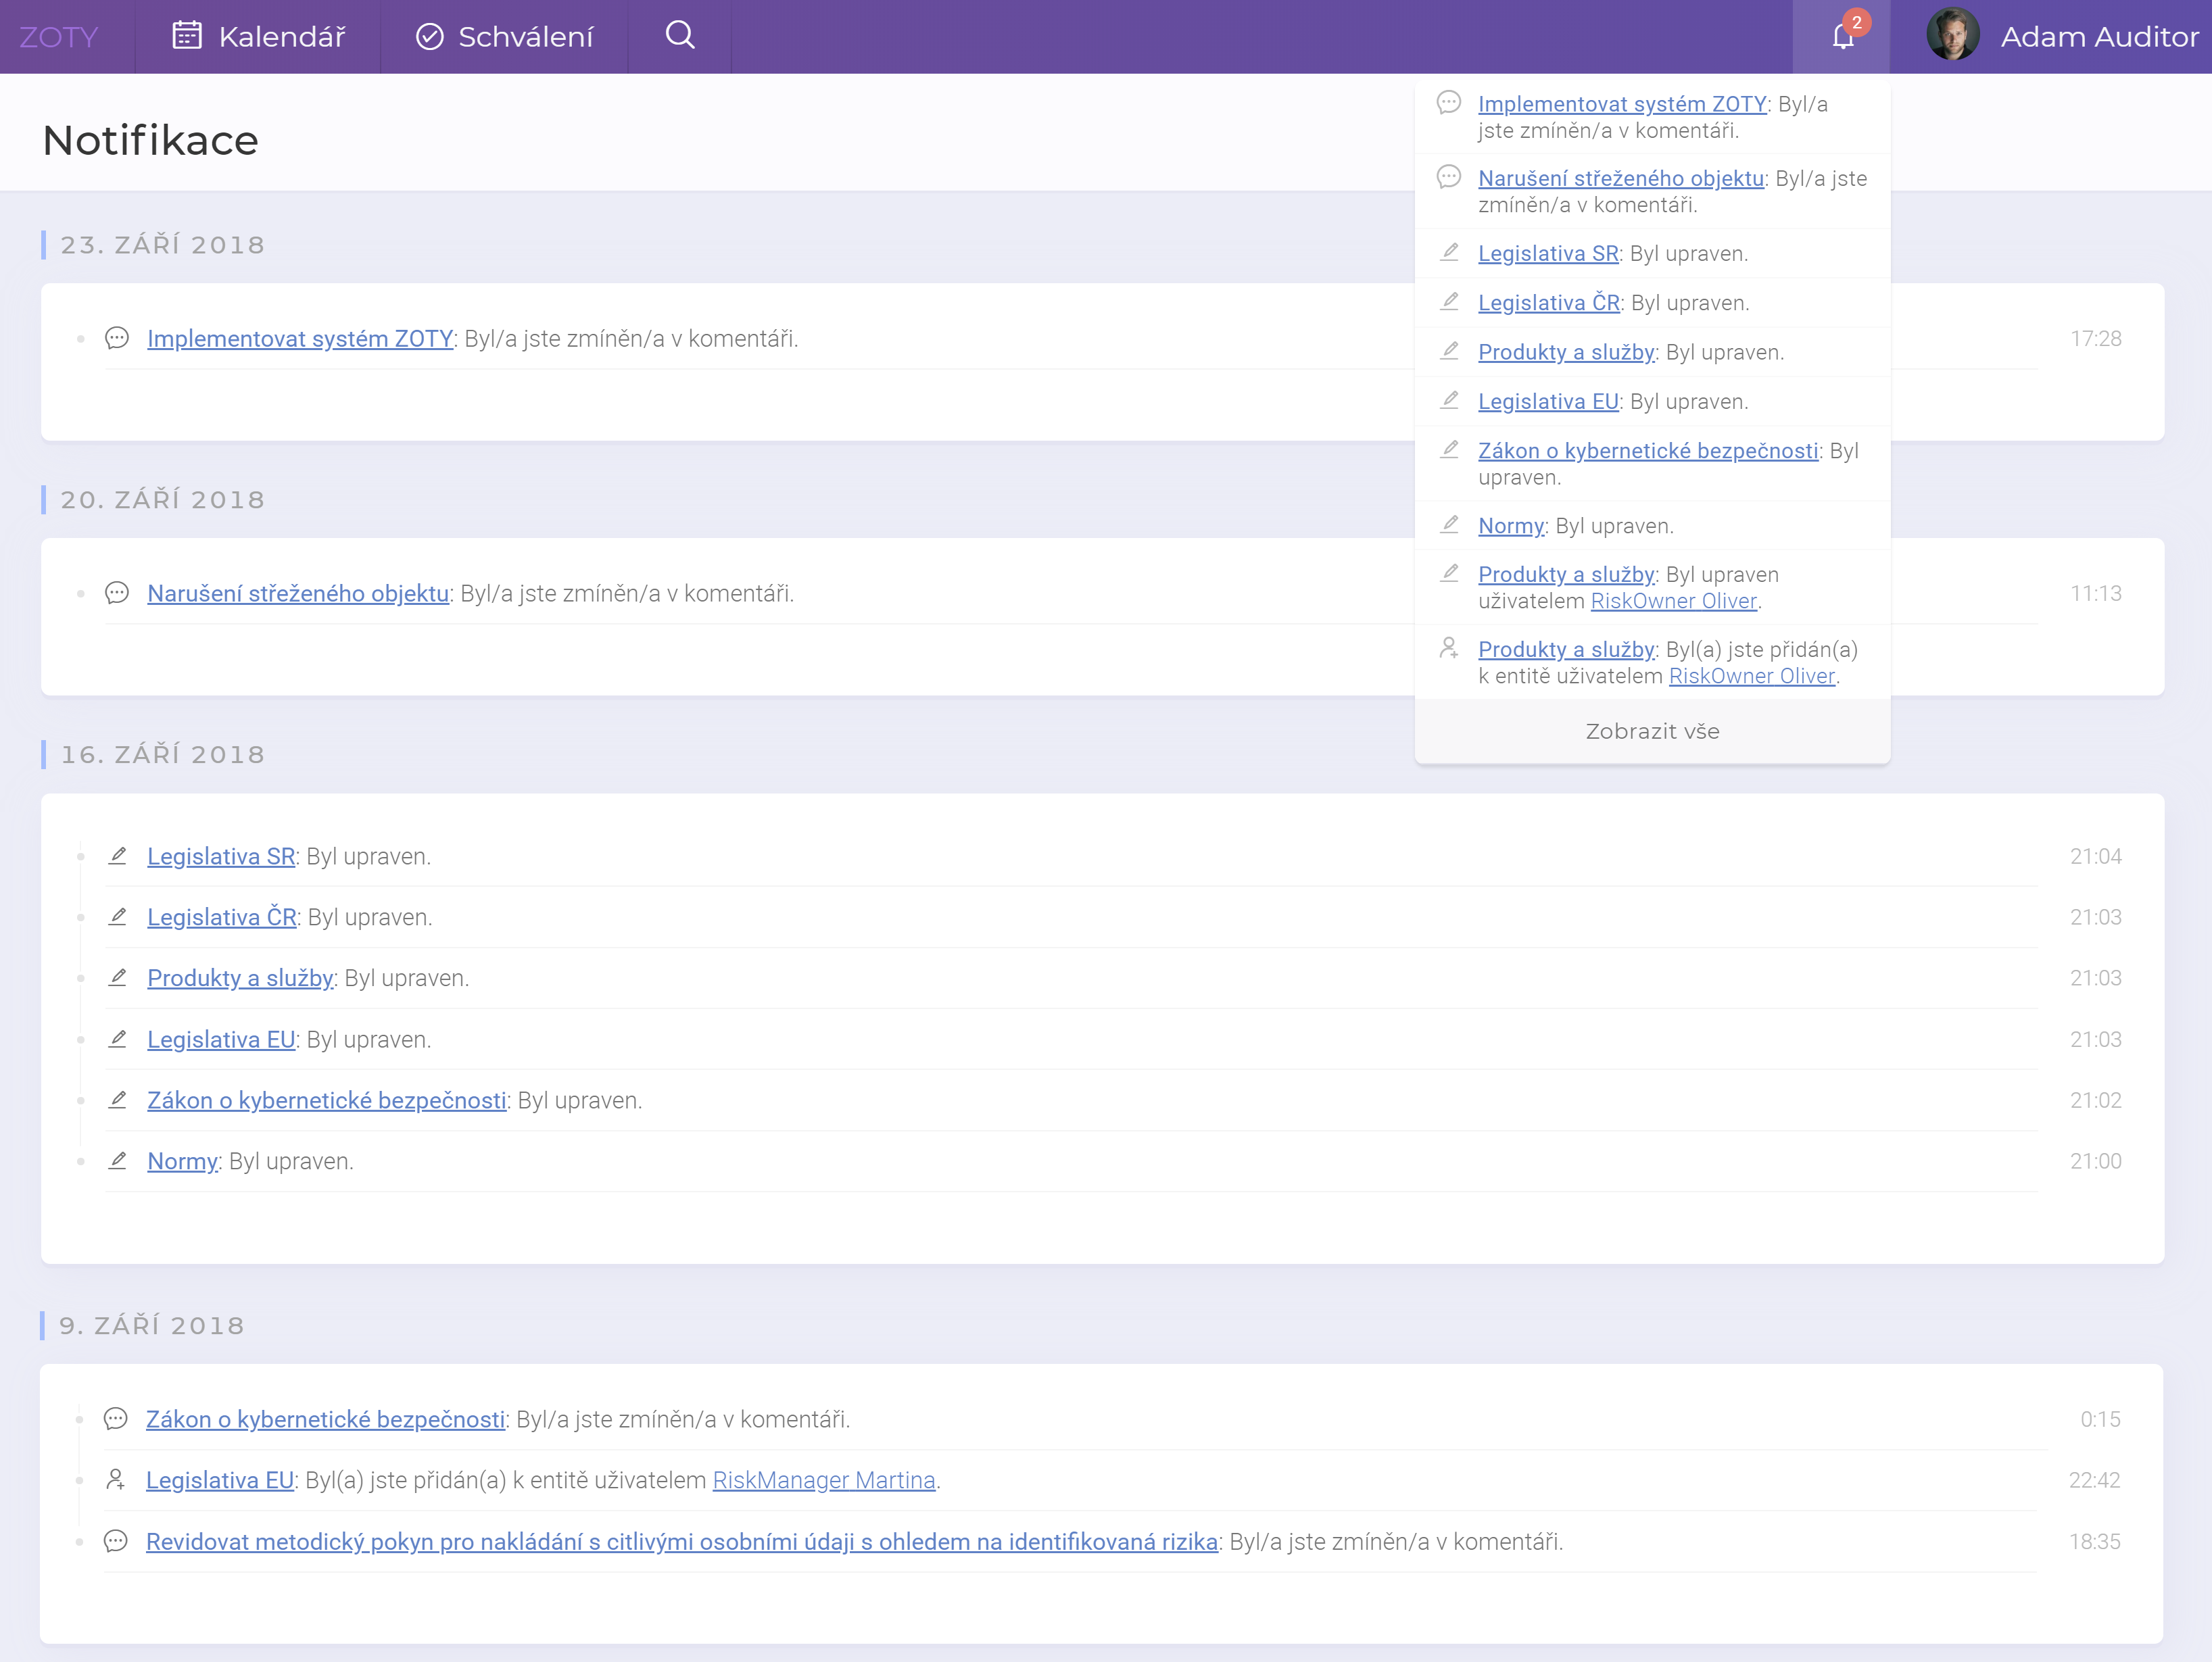 ZOTY
Kalendář
Schválení
2
Adam Auditor
Notifikace
Implementovat systém ZOTY: Byl/a
jste zmíněn/a v komentáři.
Narušení střeženého objektu: Byl/a jste
zmíněn/a v komentáři.
Legislativa SR: Byl upraven.
Legislativa ČR: Byl upraven.
Produkty a služby: Byl upraven.
Legislativa EU: Byl upraven.
Zákon o kybernetické bezpečnosti: Byl
upraven.
Normy: Byl upraven.
Produkty a služby: Byl upraven
uživatelem RiskOwner Oliver.
Produkty a služby: Byl(a) jste přidán(a)
k entitě uživatelem RiskOwner Oliver.
Zobrazit vše
23. ZÁŘÍ 2018
Implementovat systém ZOTY: Byl/a jste zmíněn/a v komentáři. 17:28
20. ZÁŘÍ 2018
Narušení střeženého objektu: Byl/a jste zmíněn/a v komentáři. 11:13
16. ZÁŘÍ 2018
Legislativa SR: Byl upraven. 21:04
Legislativa ČR: Byl upraven. 21:03
Produkty a služby: Byl upraven. 21:03
Legislativa EU: Byl upraven. 21:03
Zákon o kybernetické bezpečnosti: Byl upraven. 21:02
Normy: Byl upraven. 21:00
9. ZÁŘÍ 2018
Zákon o kybernetické bezpečnosti: Byl/a jste zmíněn/a v komentáři. 0:15
Legislativa EU: Byl(a) jste přidán(a) k entitě uživatelem RiskManager Martina. 22:42
Revidovat metodický pokyn pro nakládání s citlivými osobními údaji s ohledem na identifikovaná rizika: Byl/a jste zmíněn/a v komentáři. 18:35